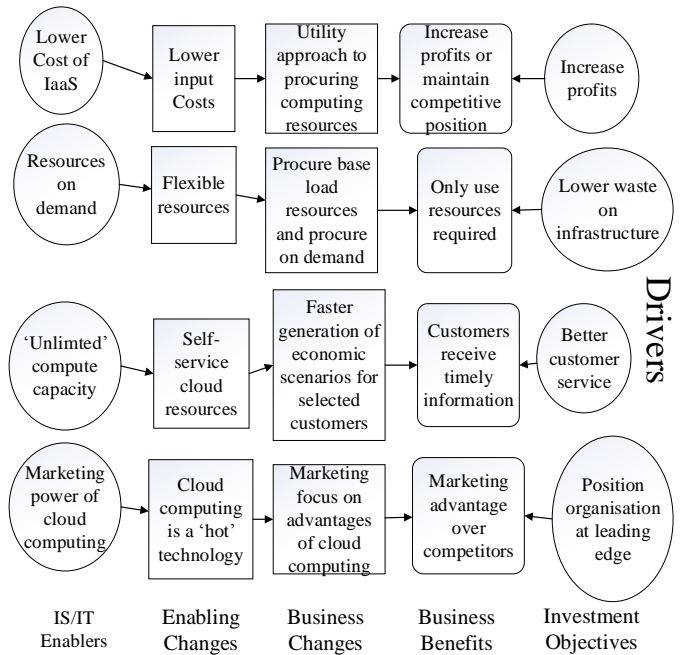 Lower
Cost of
IaaS
Lower
input
Costs
Utility
approach to
procuring
computing
resources
Increase
profits or
maintain
competitive
position
Increase
profits
Resources
on
demand
Flexible
resources
Procure base
load
resources
and procure
on demand
Only use
resources
required
Lower waste
on
infrastructure
Drivers
‘Unlimted’
compute
capacity
Self-
service
cloud
resources
Faster
generation of
economic
scenarios for
selected
customers
Customers
receive
timely
information
Better
customer
service
Marketing
power of
cloud
computing
Cloud
computing
is a ‘hot’
technology
Marketing
focus on
advantages
of cloud
computing
Marketing
advantage
over
competitors
Position
organisation
at leading
edge
IS/IT
Enablers
Enabling
Changes
Business
Changes
Business
Benefits
Investment
Objectives